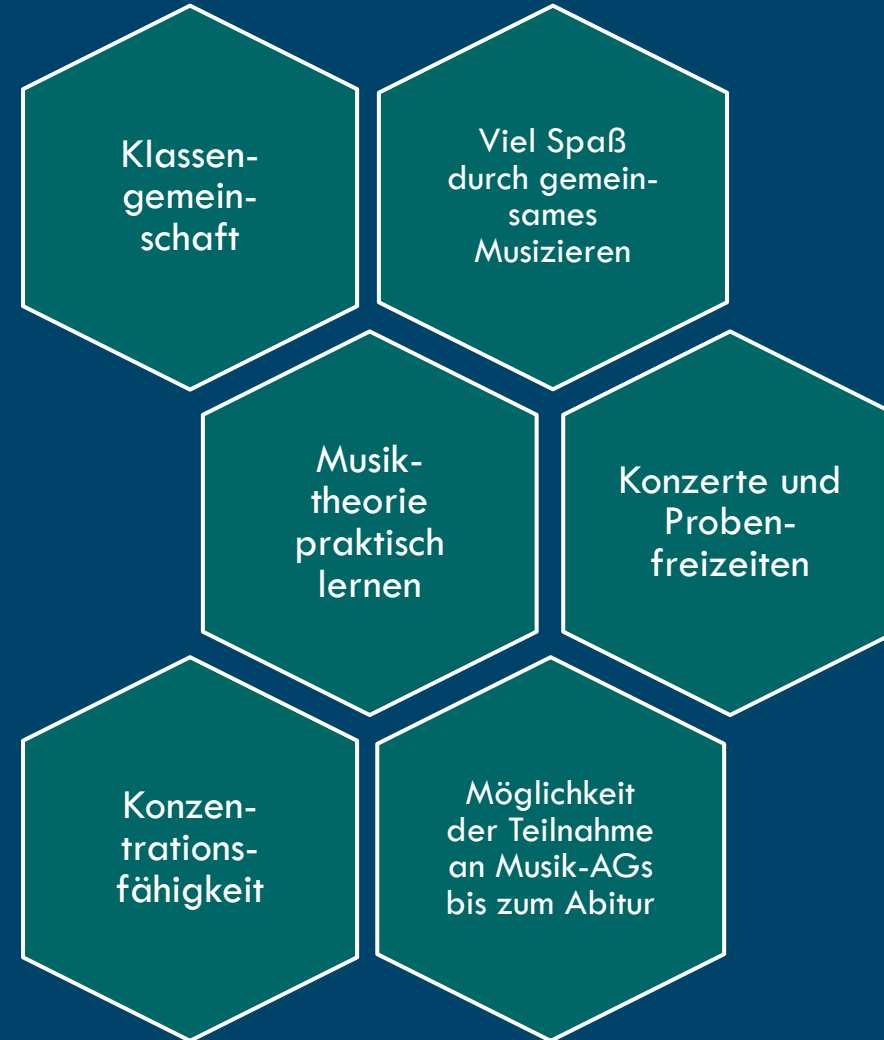 Klassen-
gemein-
schaft
Viel Spaß
durch gemein-
sames
Musizieren
Musik-
theorie
praktisch
lernen
Konzerte und
Proben-
freizeiten
Konzen-
trations-
fähigkeit
Möglichkeit
der Teilnahme
an Musik-AGs
bis zum Abitur